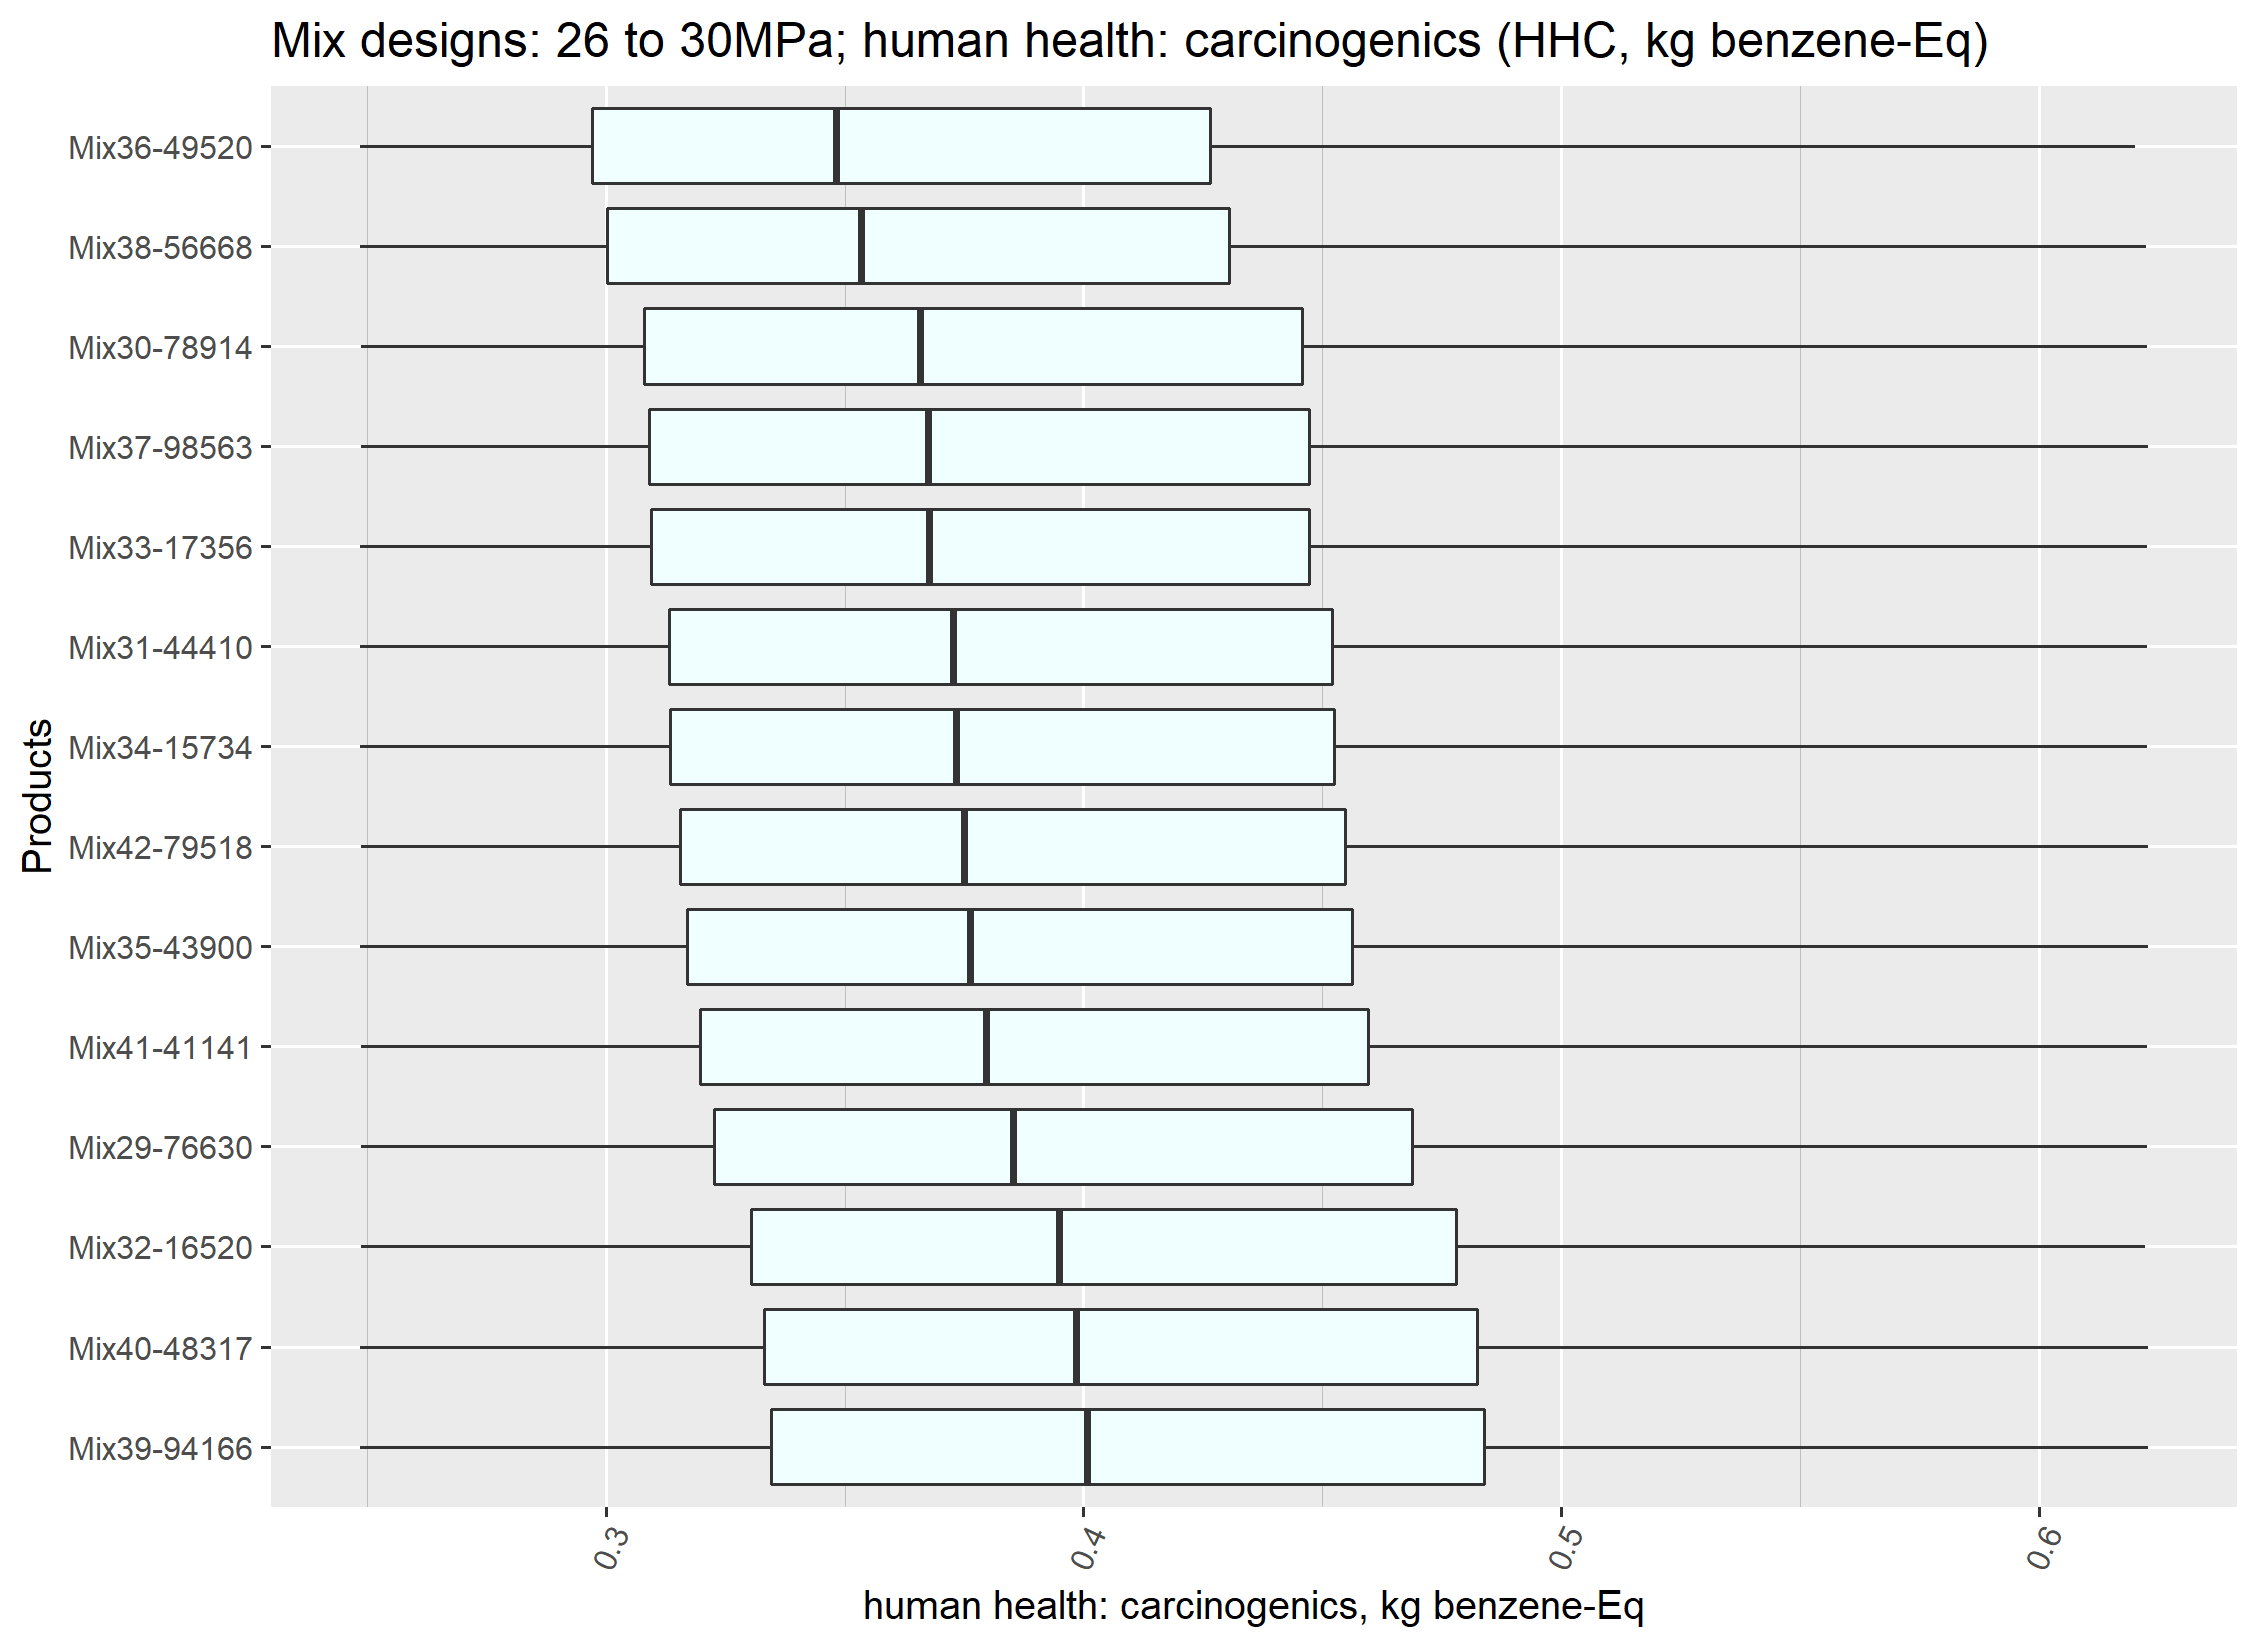 Mix designs: 26 to 30MPa; human health: carcinogenics (HHC, kg benzene-Eq)
Products
Mix36-49520
Mix38-56668
Mix30-78914
Mix37-98563
Mix33-17356
Mix31-44410
Mix34-15734
Mix42-79518
Mix35-43900
Mix41-41141
Mix29-76630
Mix32-16520
Mix40-48317
Mix39-94166
0.3 0.4 0.5 0.6
human health: carcinogenics, kg benzene-Eq